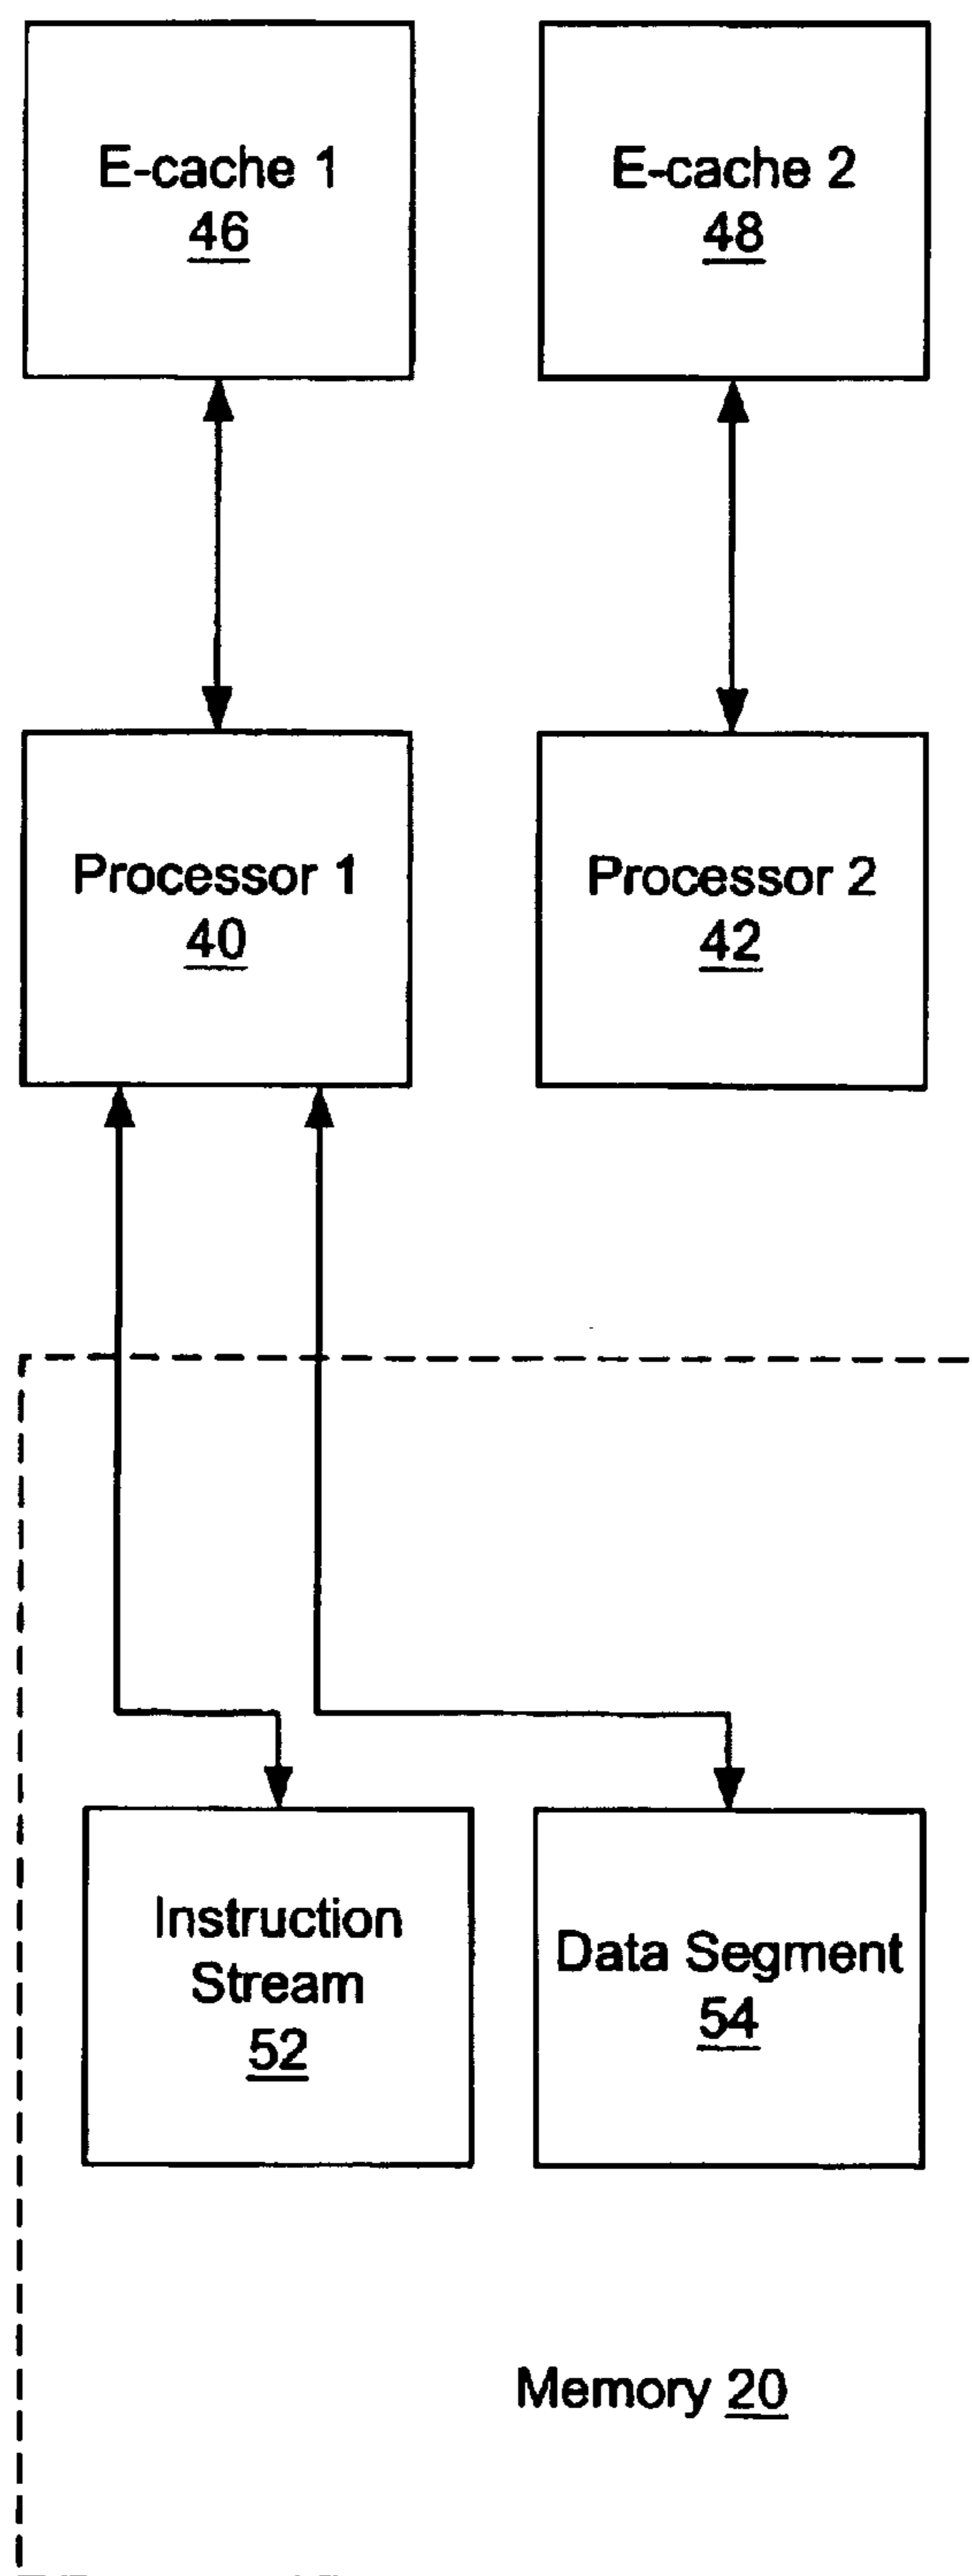 E-cache 1
46
E-cache 2
48
Processor 1
40
Processor 2
42
Instruction
Stream
52
Data Segment
54
Memory 20